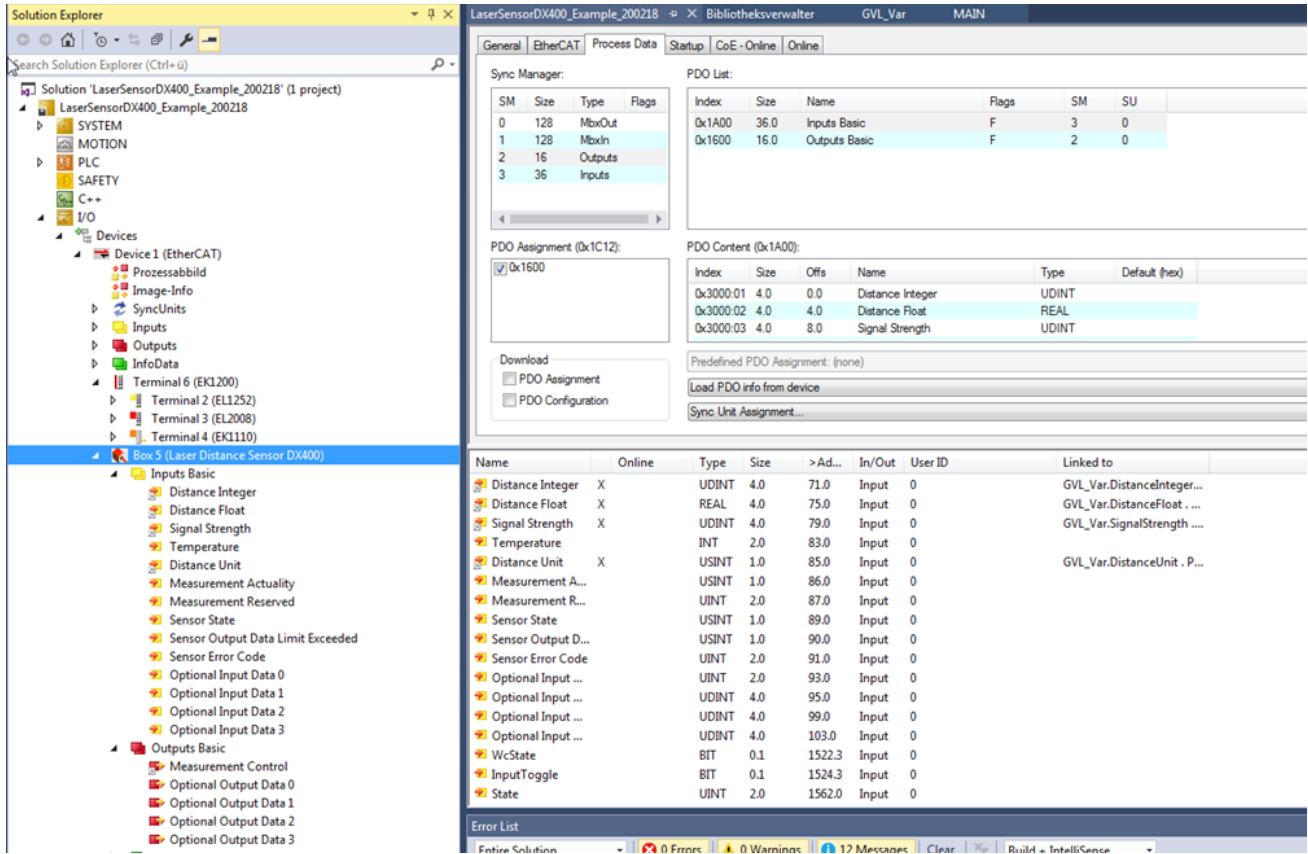 Solution Explorer
Search Solution Explorer (Ctrl+ü)
Solution 'LaserSensorDX400_Example_200218' (1 project)
LaserSensorDX400_Example_200218
SYSTEM
MOTION
PLC
SAFETY
C++
I/O
Devices
Device 1 (EtherCAT)
Prozessabbild
Image-Info
SyncUnits
Inputs
Outputs
InfoData
Terminal 6 (EK1200)
Terminal 2 (EL1252)
Terminal 3 (EL2008)
Terminal 4 (EK1110)
Box 5 (Laser Distance Sensor DX400)
Inputs Basic
Distance Integer
Distance Float
Signal Strength
Temperature
Distance Unit
Measurement Actuality
Measurement Reserved
Sensor State
Sensor Output Data Limit Exceeded
Sensor Error Code
Optional Input Data 0
Optional Input Data 1
Optional Input Data 2
Optional Input Data 3
Outputs Basic
Measurement Control
Optional Output Data 0
Optional Output Data 1
Optional Output Data 2
Optional Output Data 3
LaserSensorDX400_Example_200218 Bibliotheksverwalter GVL_Var MAIN
General EtherCAT Process Data Startup CoE - Online Online
Sync Manager:
SM Size Type Flags
0 128 MbxOut
1 128 MbxIn
2 16 Outputs
3 36 Inputs
PDO List:
Index Size Name Flags SM SU
0x1A00 36.0 Inputs Basic F 3 0
0x1600 16.0 Outputs Basic F 2 0
PDO Assignment (0x1C12):
0x1600
PDO Content (0x1A00):
Index Size Offs Name Type Default (hex)
0x3000:01 4.0 0.0 Distance Integer UDINT
0x3000:02 4.0 4.0 Distance Float REAL
0x3000:03 4.0 8.0 Signal Strength UDINT
Download
PDO Assignment
PDO Configuration
Predefined PDO Assignment: (none)
Load PDO info from device
Sync Unit Assignment...
Name Online Type Size >Ad... In/Out User ID Linked to
Distance Integer X UDINT 4.0 71.0 Input 0 GVL_Var.DistanceInteger...
Distance Float X REAL 4.0 75.0 Input 0 GVL_Var.DistanceFloat . ...
Signal Strength X UDINT 4.0 79.0 Input 0 GVL_Var.SignalStrength ....
Temperature INT 2.0 83.0 Input 0
Distance Unit X USINT 1.0 85.0 Input 0 GVL_Var.DistanceUnit . P...
Measurement A... USINT 1.0 86.0 Input 0
Measurement R... UINT 2.0 87.0 Input 0
Sensor State USINT 1.0 89.0 Input 0
Sensor Output D... USINT 1.0 90.0 Input 0
Sensor Error Code UINT 2.0 91.0 Input 0
Optional Input ... UINT 2.0 93.0 Input 0
Optional Input ... UDINT 4.0 95.0 Input 0
Optional Input ... UDINT 4.0 99.0 Input 0
Optional Input ... UDINT 4.0 103.0 Input 0
WcState BIT 0.1 1522.3 Input 0
InputToggle BIT 0.1 1524.3 Input 0
State UINT 2.0 1562.0 Input 0
Error List
Entire Solution 0 Errors 0 Warnings 12 Messages Clear Build + IntelliSense